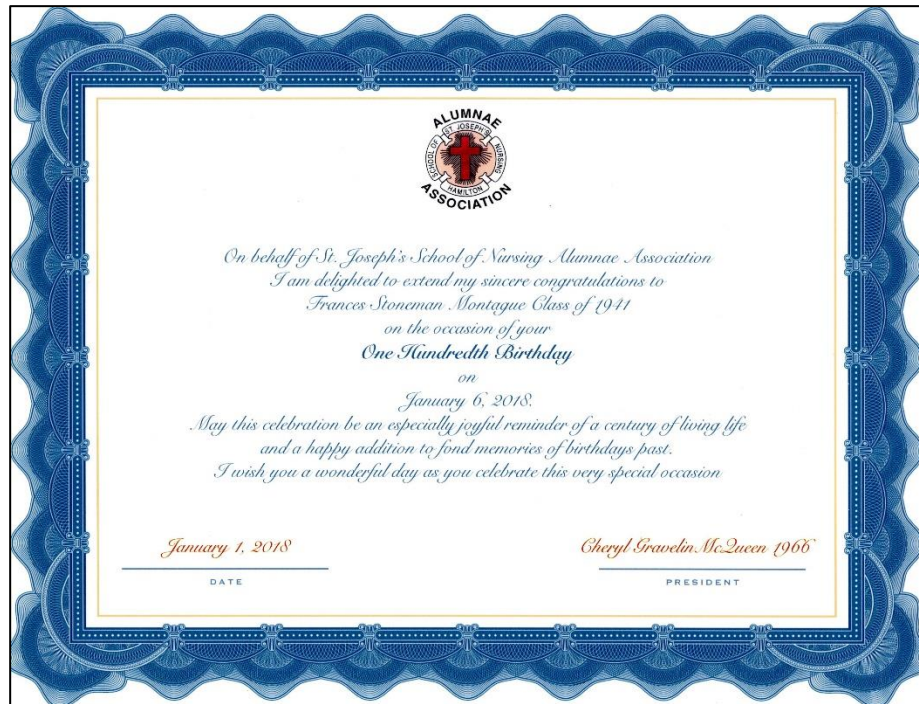 ALUMNAE
SCHOOL OF ST JOSEPH'S NURSING
HAMILTON
ASSOCIATION
On behalf of St. Joseph's School of Nursing Alumnae Association
I am delighted to extend my sincere congratulations to
Frances Stoneman Montague Class of 1941
on the occasion of your
One Hundredth Birthday
on
January 6, 2018.
May this celebration be an especially joyful reminder of a century of living life
and a happy addition to fond memories of birthdays past.
I wish you a wonderful day as you celebrate this very special occasion
January 1, 2018
Cheryl Gravelin McQueen 1966
DATE
PRESIDENT